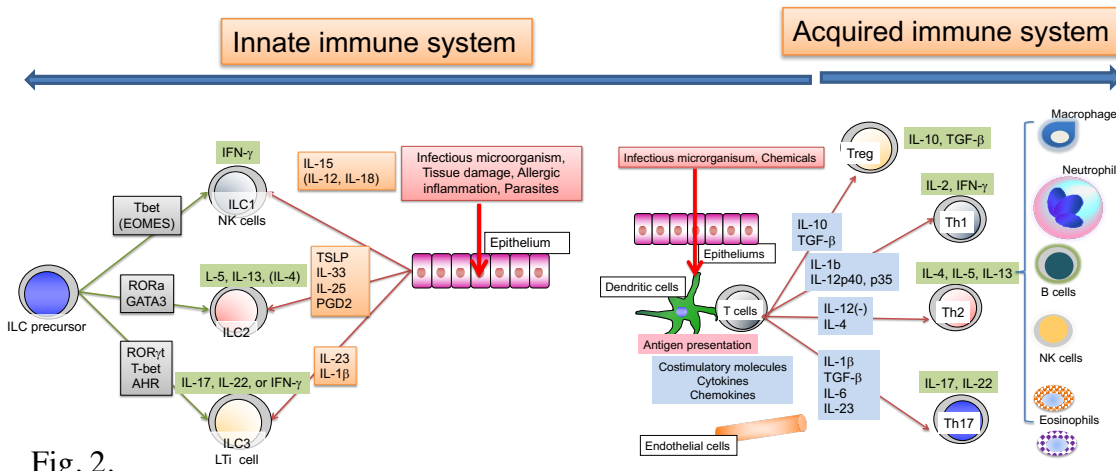 Innate immune system
Acquired immune system
IFN-γ
ILC1
NK cells
IL-15
(IL-12, IL-18)
Infectious microorganism,
Tissue damage, Allergic
inflammation, Parasites
Tbet
(EOMES)
Epithelium
TSLP
IL-33
IL-25
PGD2
RORa
GATA3
L-5, IL-13, (IL-4)
ILC2
ILC precursor
RORγt
T-bet
AHR
IL-23
IL-1β
IL-17, IL-22, or IFN-γ
ILC3
LTi cell
Fig. 2.
Infectious microrganisum, Chemicals
Epitheliums
Dendritic cells
T cells
Antigen presentation
Costimulatory molecules
Cytokines
Chemokines
Endothelial cells
Treg
IL-10, TGF-β
IL-10
TGF-β
IL-2, IFN-γ
Th1
IL-1b
IL-12p40, p35
IL-4, IL-5, IL-13
Th2
IL-12(-)
IL-4
IL-1β
TGF-β
IL-6
IL-23
IL-17, IL-22
Th17
Macrophage
Neutrophil
B cells
NK cells
Eosinophils